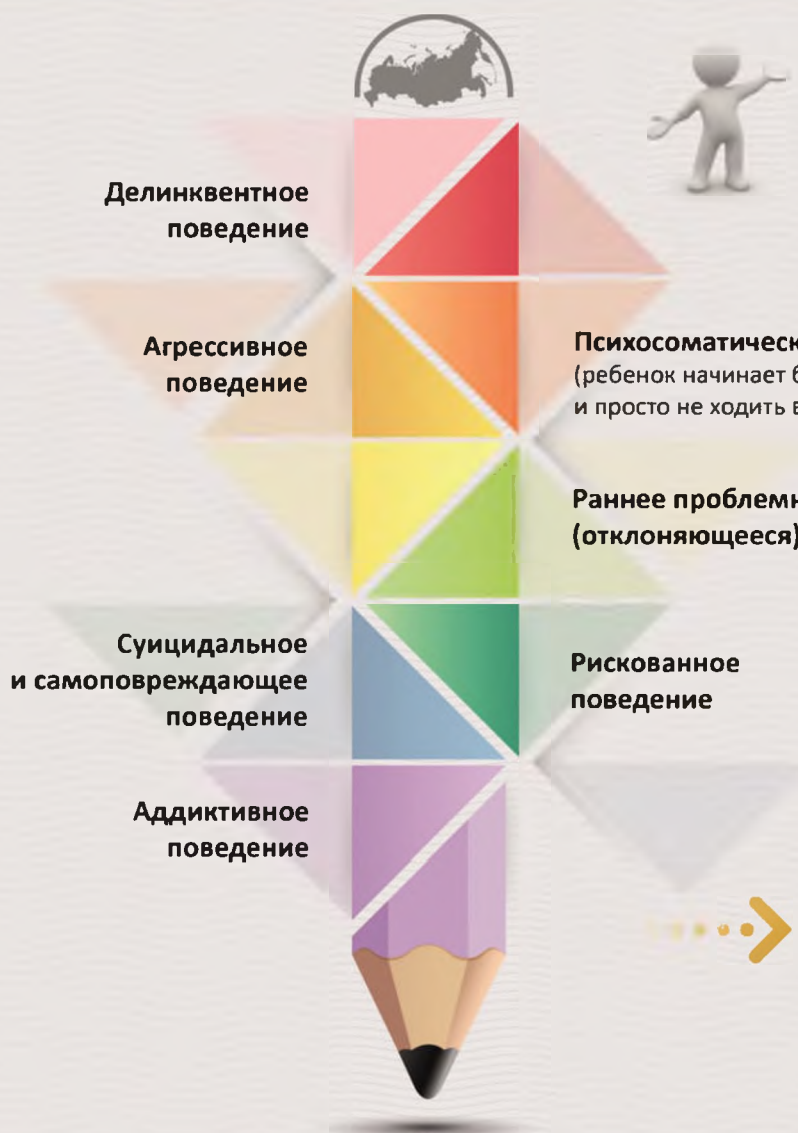 Делинквентное
поведение
Агрессивное
поведение
(ребенок начинает
и просто не ходить
Раннее
(отклоняющееся)
Суицидальное
и самоповреждающее
поведение
Рискованное
поведение
Аддиктивное
поведение